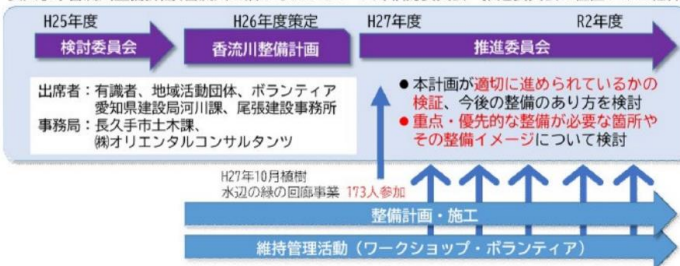 H25年度
H26年度策定
H27年度
R2年度
検討委員会
香流川整備計画
推進委員会
出席者：有識者、地域活動団体、ボランティア
愛知県建設局河川課、尾張建設事務所
事務局：長久手市土木課、
㈱オリエンタルコンサルタンツ
●本計画が適切に進められているかの
検証、今後の整備のあり方を検討
●重点・優先的な整備が必要な箇所や
その整備イメージについて検討
H27年10月植樹
水辺の緑の回廊事業 173人参加
整備計画・施工
維持管理活動（ワークショップ・ボランティア）